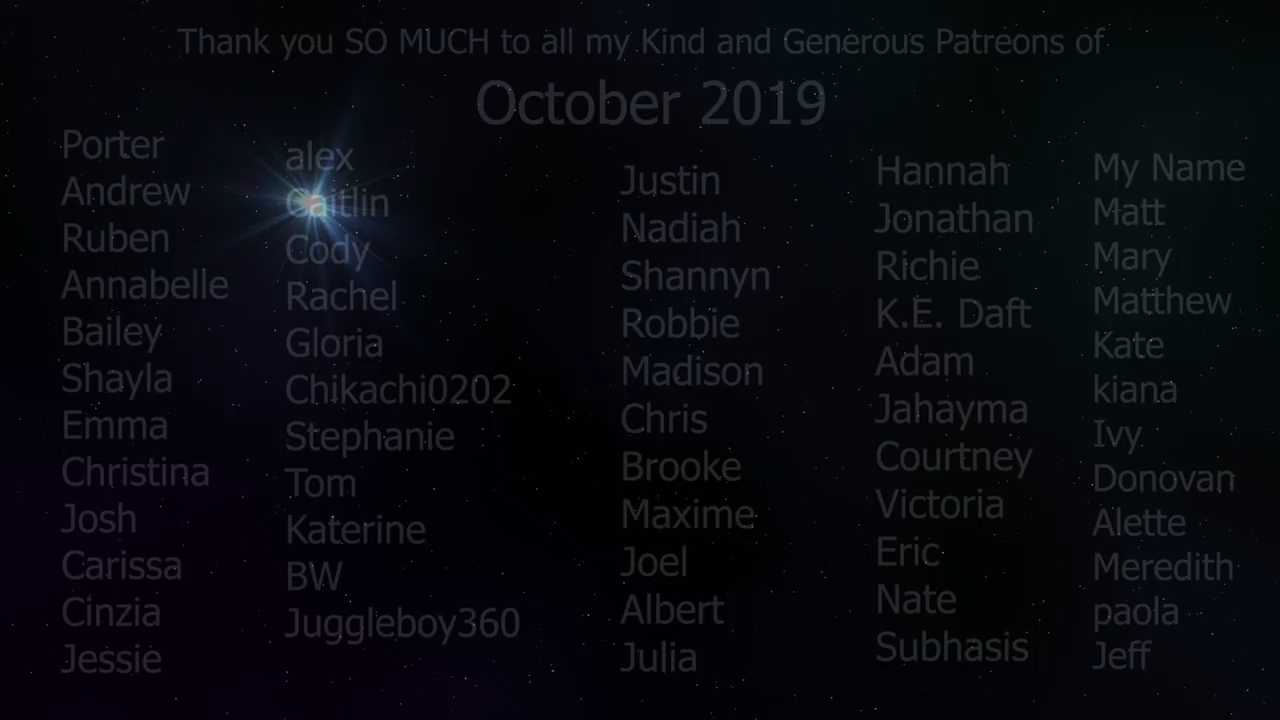 Thank you SO MUCH to all my Kind and Generous Patreons of
October 2019
Porter
Andrew
Ruben
Annabelle
Bailey
Shayla
Emma
Christina
Josh
Carissa
Cinzia
Jessie
alex
Caitlin
Cody
Rachel
Gloria
Chikachi0202
Stephanie
Tom
Katerine
BW
Juggleboy360
Justin
Nadiah
Shannyn
Robbie
Madison
Chris
Brooke
Maxime
Joel
Albert
Julia
Hannah
Jonathan
Richie
K.E. Daft
Adam
Jahayma
Courtney
Victoria
Eric
Nate
Subhasis
My Name
Matt
Mary
Matthew
Kate
kiana
Ivy
Donovan
Alette
Meredith
paola
Jeff